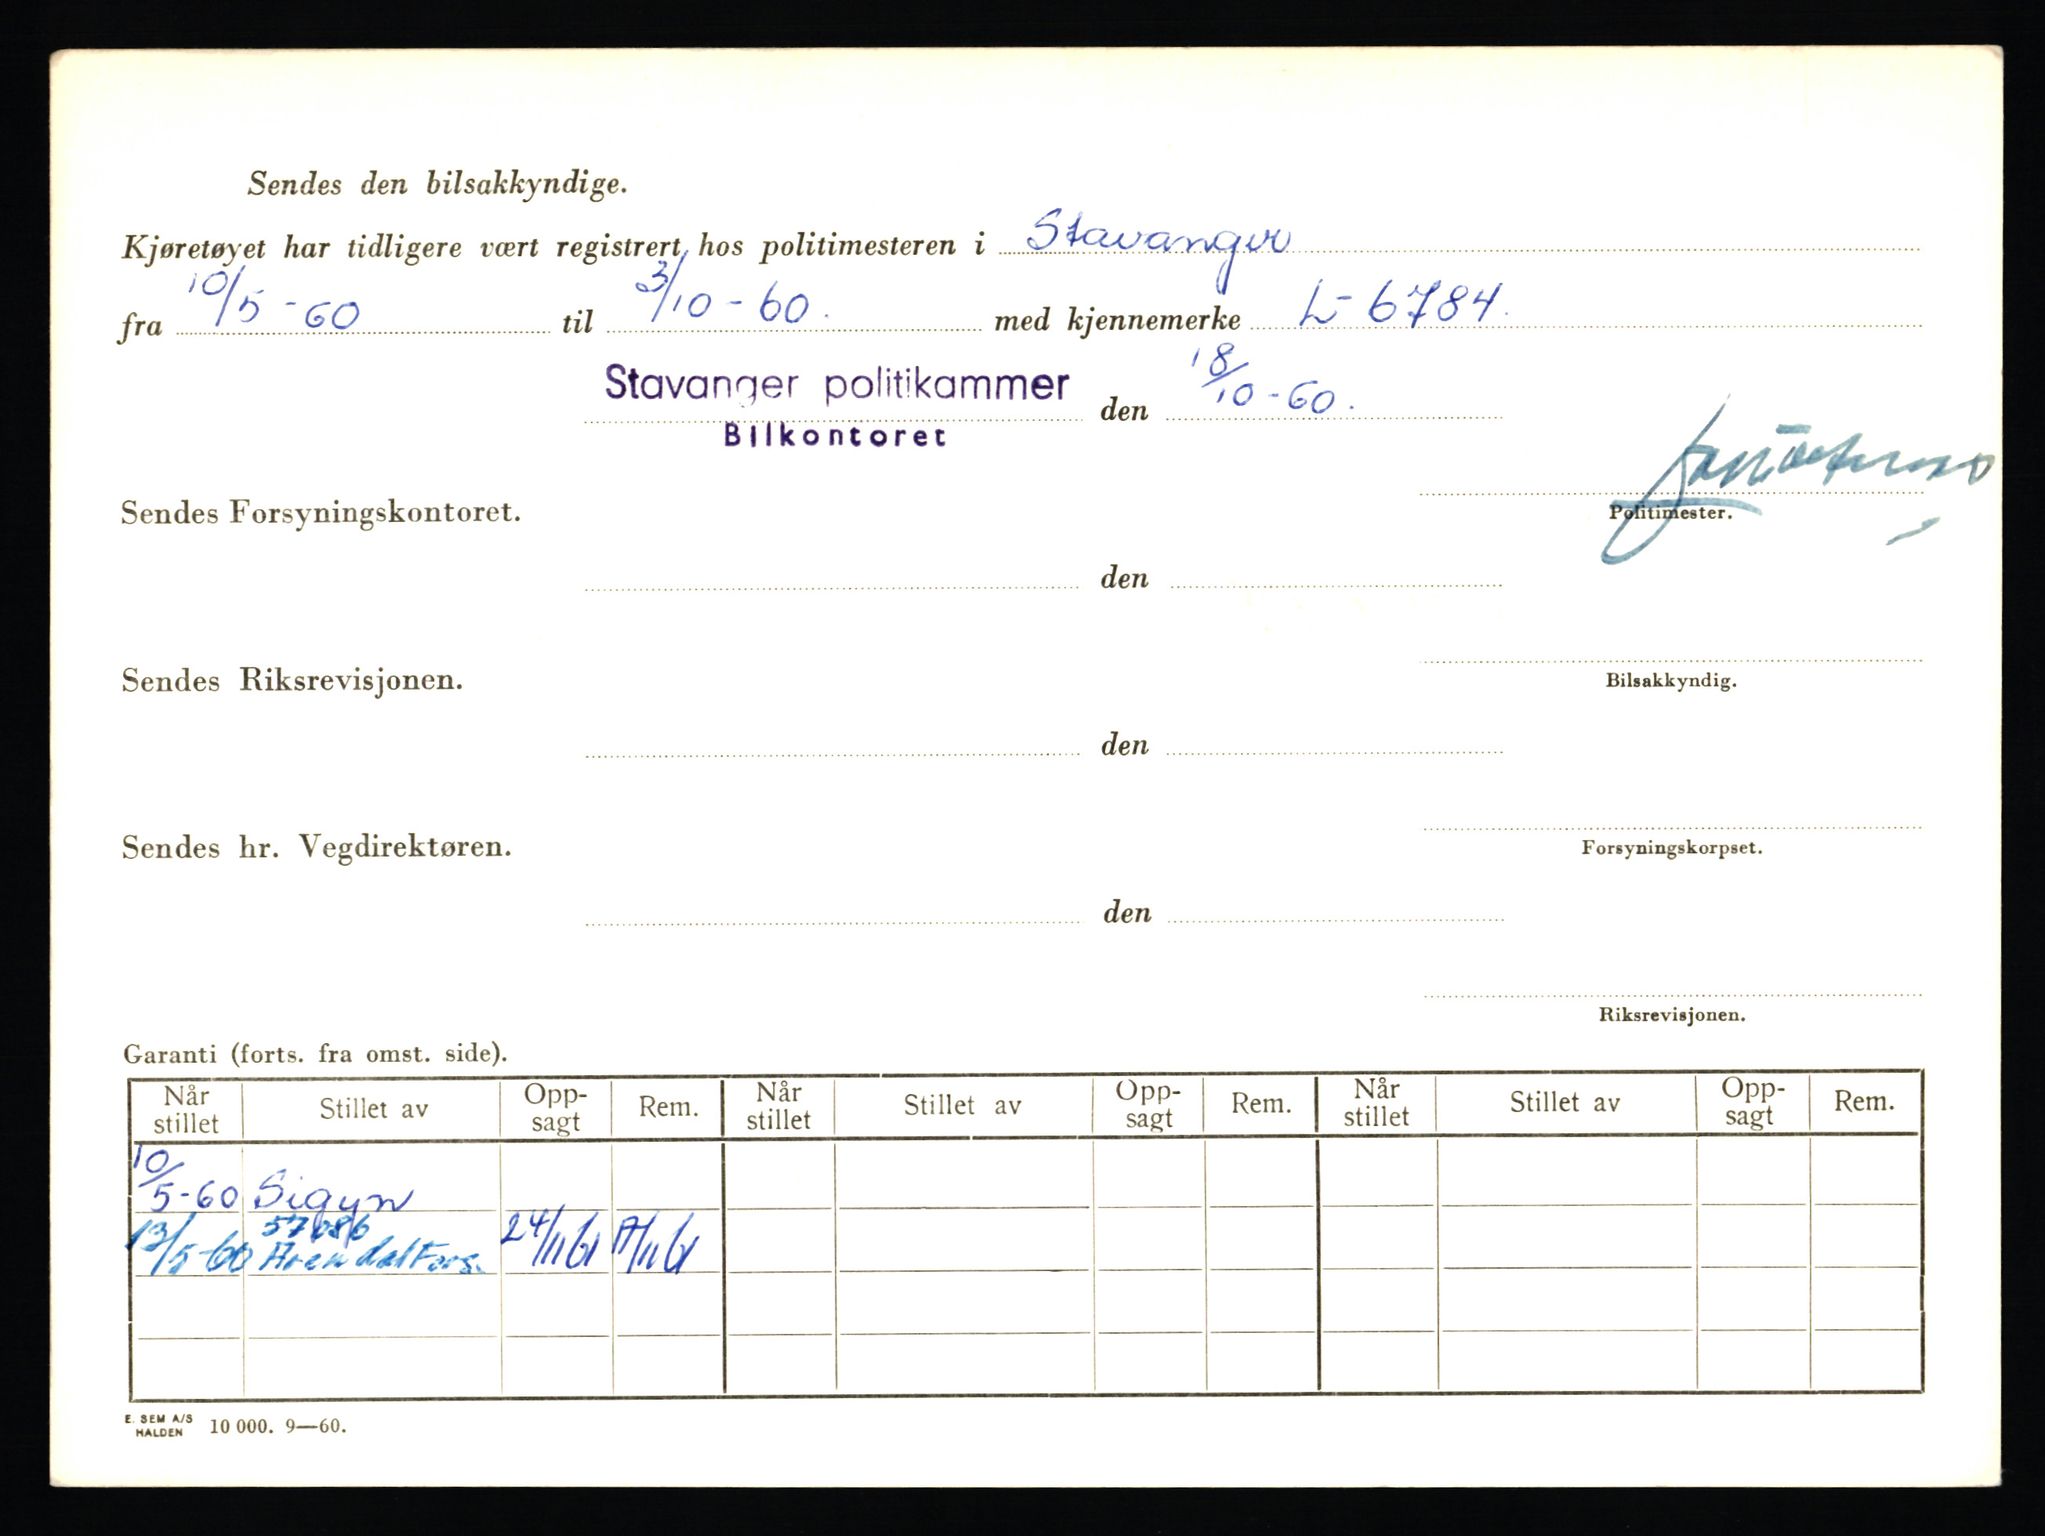 Sendes den bilsakkyndige.
Kjøretøyet har tidligere vært registrert hos politimesteren i Stavanger
fra 10/5-60 til 3/10-60. med kjennemerke L-6784.
Stavanger politikammer den 18/10-60.
Bilkontoret
Politimester.
Sendes Forsyningskontoret.
den
Bilsakkyndig.
Sendes Riksrevisjonen.
den
Forsyningskorpset.
Sendes hr. Vegdirektøren.
den
Riksrevisjonen.
Garanti (forts. fra omst. side).
Når stillet Stillet av Opp-sagt Rem. Når stillet Stillet av Opp-sagt Rem. Når stillet Stillet av Opp-sagt Rem.
10/5-60 Sigyn
57086
13/5-60 Arendal Fors. 24/11 61
E. SEM A/S HALDEN 10 000. 9—60.